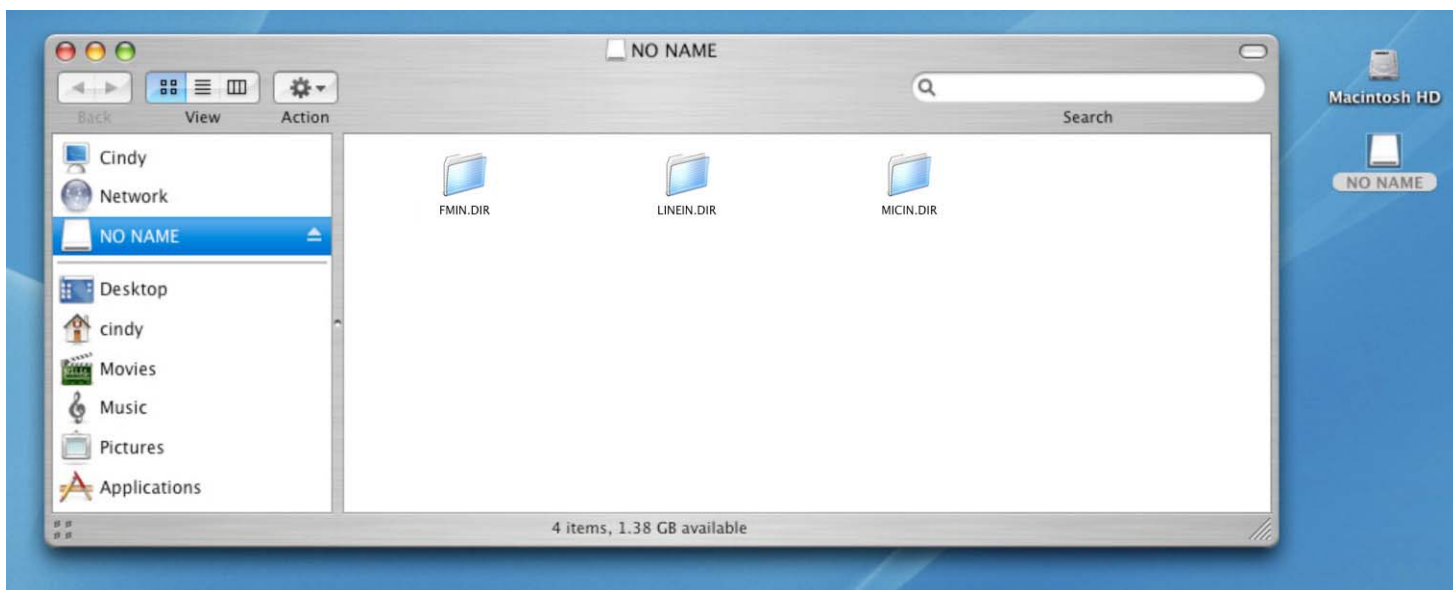 NO NAME
Back
View
Action
Search
Cindy
Network
NO NAME
Desktop
cindy
Movies
Music
Pictures
Applications
FMIN.DIR
LINEIN.DIR
MICIN.DIR
4 items, 1.38 GB available
Macintosh HD
NO NAME